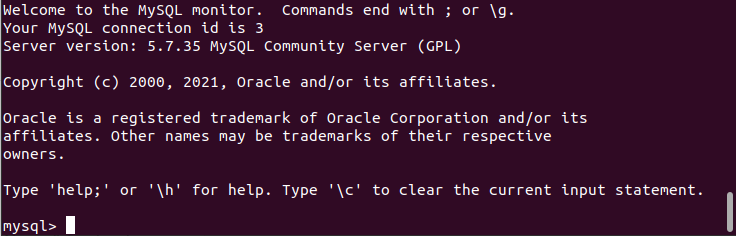 Welcome to the MySQL monitor.  Commands end with ; or \g.
Your MySQL connection id is 3
Server version: 5.7.35 MySQL Community Server (GPL)
Copyright (c) 2000, 2021, Oracle and/or its affiliates.
Oracle is a registered trademark of Oracle Corporation and/or its
affiliates. Other names may be trademarks of their respective
owners.
Type 'help;' or '\h' for help. Type '\c' to clear the current input statement.
mysql>